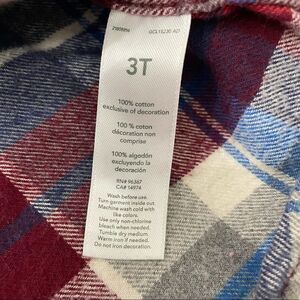 3T
100% cotton
exclusive of decoration
100 % coton
décoration non
comprise
100% algodón
excluyendo la
decoración
RN# 96367
CA# 14974
Wash before use.
Turn garment inside out.
Machine wash cold with
like colors.
Use only non-chlorine
bleach when needed.
Tumble dry medium.
Warm iron if needed.
Do not iron decoration.